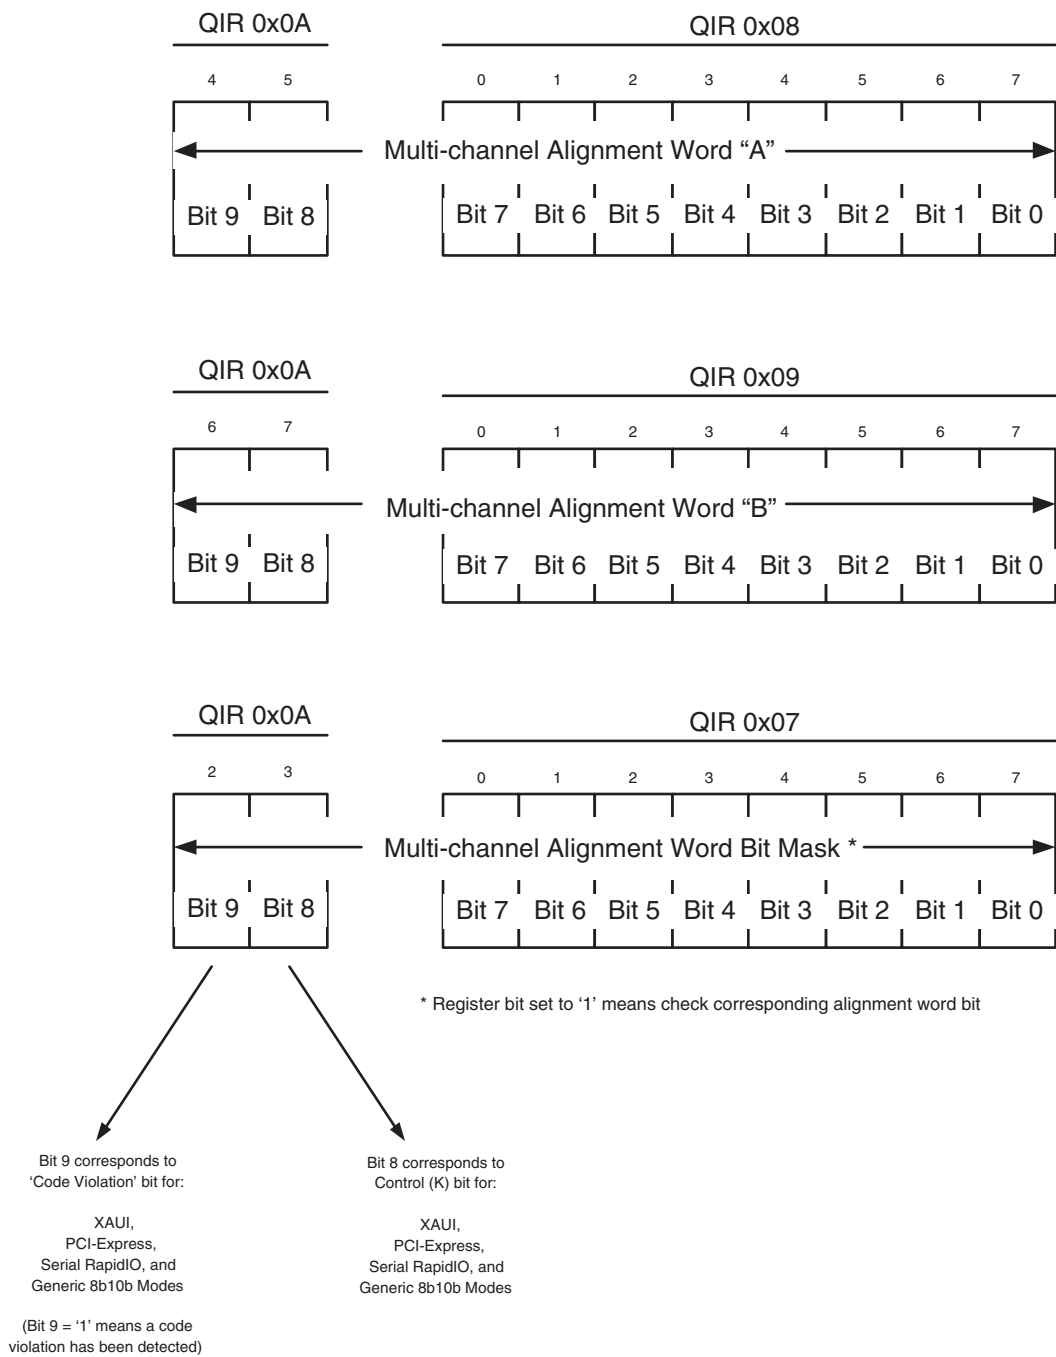 QIR 0x0A QIR 0x08
4 5 0 1 2 3 4 5 6 7
Multi-channel Alignment Word “A”
Bit 9 Bit 8 Bit 7 Bit 6 Bit 5 Bit 4 Bit 3 Bit 2 Bit 1 Bit 0
QIR 0x0A QIR 0x09
6 7 0 1 2 3 4 5 6 7
Multi-channel Alignment Word “B”
Bit 9 Bit 8 Bit 7 Bit 6 Bit 5 Bit 4 Bit 3 Bit 2 Bit 1 Bit 0
QIR 0x0A QIR 0x07
2 3 0 1 2 3 4 5 6 7
Multi-channel Alignment Word Bit Mask *
Bit 9 Bit 8 Bit 7 Bit 6 Bit 5 Bit 4 Bit 3 Bit 2 Bit 1 Bit 0
* Register bit set to ‘1’ means check corresponding alignment word bit
Bit 9 corresponds to
‘Code Violation’ bit for:
XAUI,
PCI-Express,
Serial RapidIO, and
Generic 8b10b Modes
(Bit 9 = ‘1’ means a code
violation has been detected)
Bit 8 corresponds to
Control (K) bit for:
XAUI,
PCI-Express,
Serial RapidIO, and
Generic 8b10b Modes